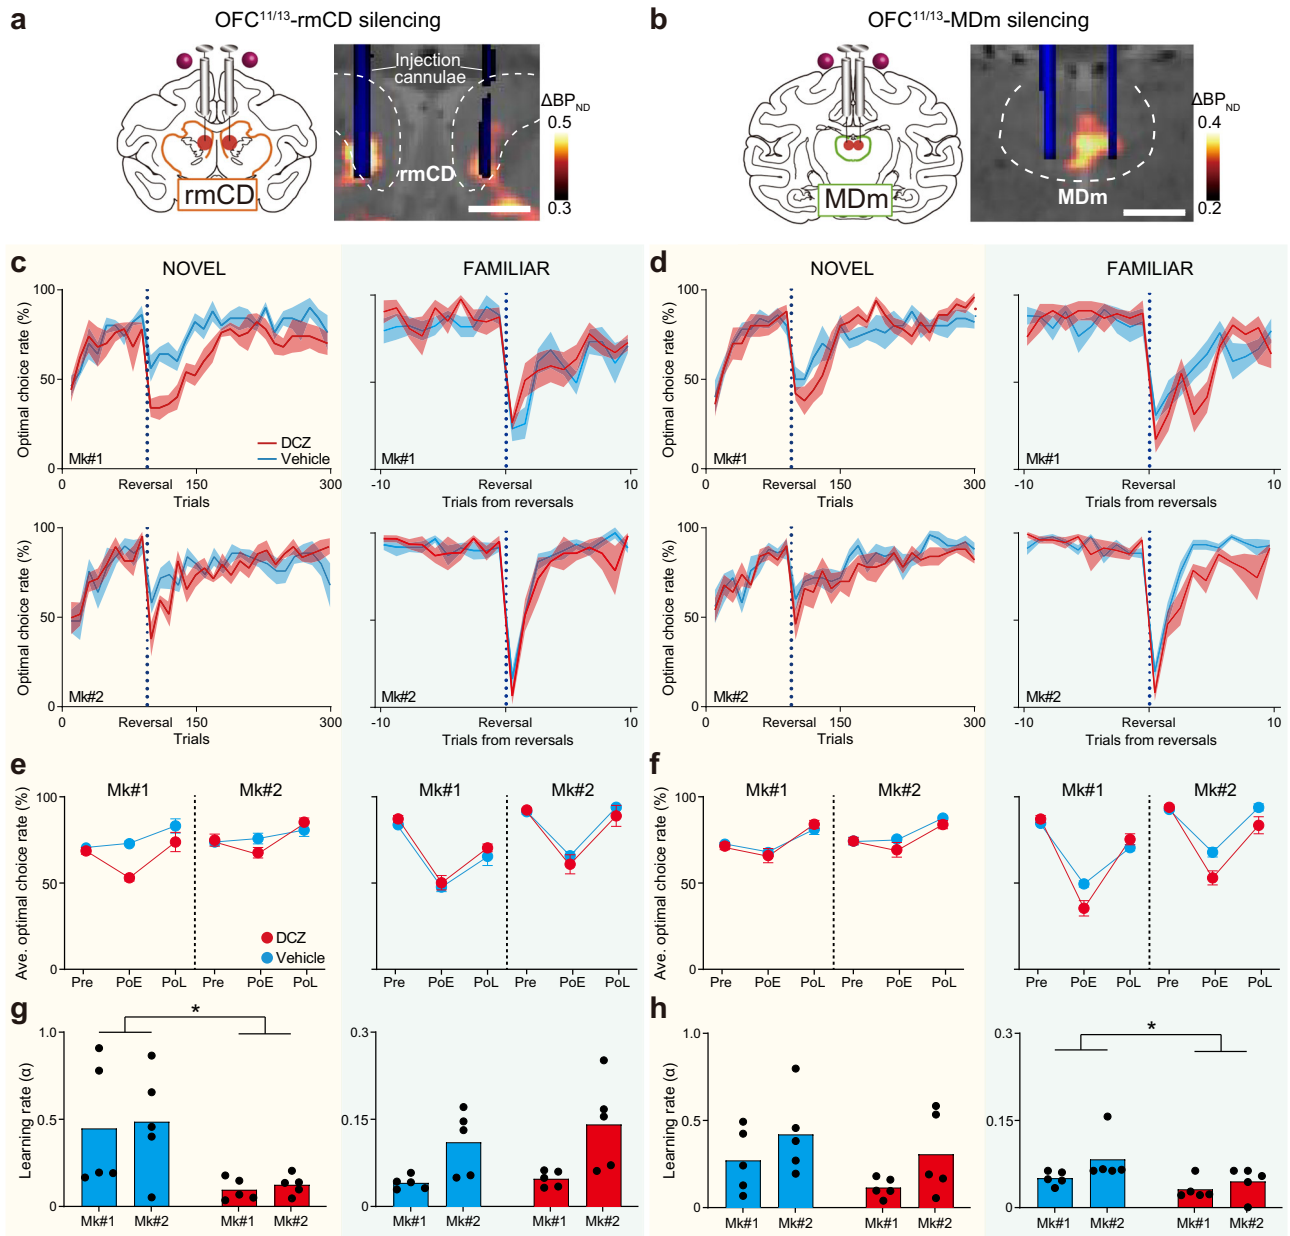 a OFC11/13-rmCD silencing
Injection
cannulae
ΔBPND
0.5
rmCD
rmCD
0.3
b OFC11/13-MDm silencing
ΔBPND
0.4
MDm
MDm
0.2
c NOVEL FAMILIAR
Optimal choice rate (%)
100
50
0
DCZ
Vehicle
Mk#1
0 Reversal 150 300
Trials
Mk#1
-10 Reversal 10
Trials from reversals
Optimal choice rate (%)
100
50
0
Mk#2
0 Reversal 150 300
Trials
Mk#2
-10 Reversal 10
Trials from reversals
d NOVEL FAMILIAR
Optimal choice rate (%)
100
50
0
Mk#1
0 Reversal 150 300
Trials
Mk#1
-10 Reversal 10
Trials from reversals
Optimal choice rate (%)
100
50
0
Mk#2
0 Reversal 150 300
Trials
Mk#2
-10 Reversal 10
Trials from reversals
e Mk#1 Mk#2 Mk#1 Mk#2
Ave. optimal choice rate (%)
100
50
0
DCZ
Vehicle
Pre PoE PoL Pre PoE PoL
Pre PoE PoL Pre PoE PoL
f Mk#1 Mk#2 Mk#1 Mk#2
Ave. optimal choice rate (%)
100
50
0
Pre PoE PoL Pre PoE PoL
Pre PoE PoL Pre PoE PoL
g
Learning rate (α)
1.0
0.5
0
*
Mk#1 Mk#2 Mk#1 Mk#2
0.3
0.15
0
Mk#1 Mk#2 Mk#1 Mk#2
h
Learning rate (α)
1.0
0.5
0
Mk#1 Mk#2 Mk#1 Mk#2
0.3
0.15
0
*
Mk#1 Mk#2 Mk#1 Mk#2